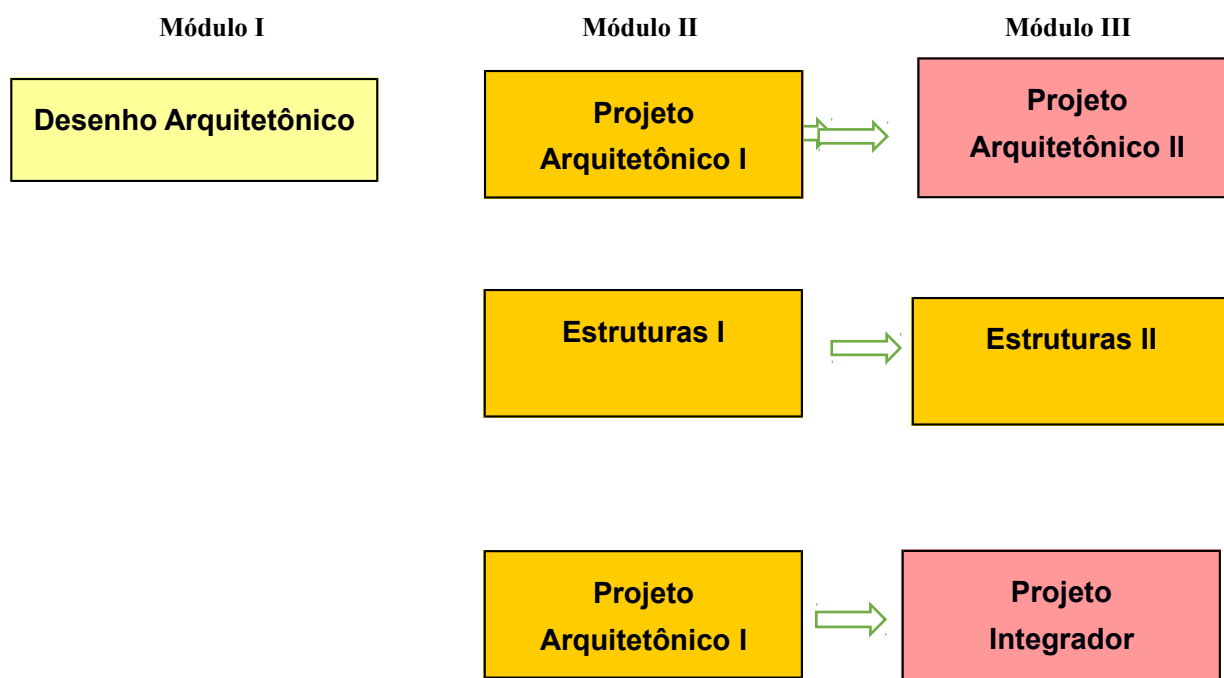 Módulo I
Módulo II
Módulo III
Desenho Arquitetônico
Projeto
Arquitetônico I
Projeto
Arquitetônico II
Estruturas I
Estruturas II
Projeto
Arquitetônico I
Projeto
Integrador